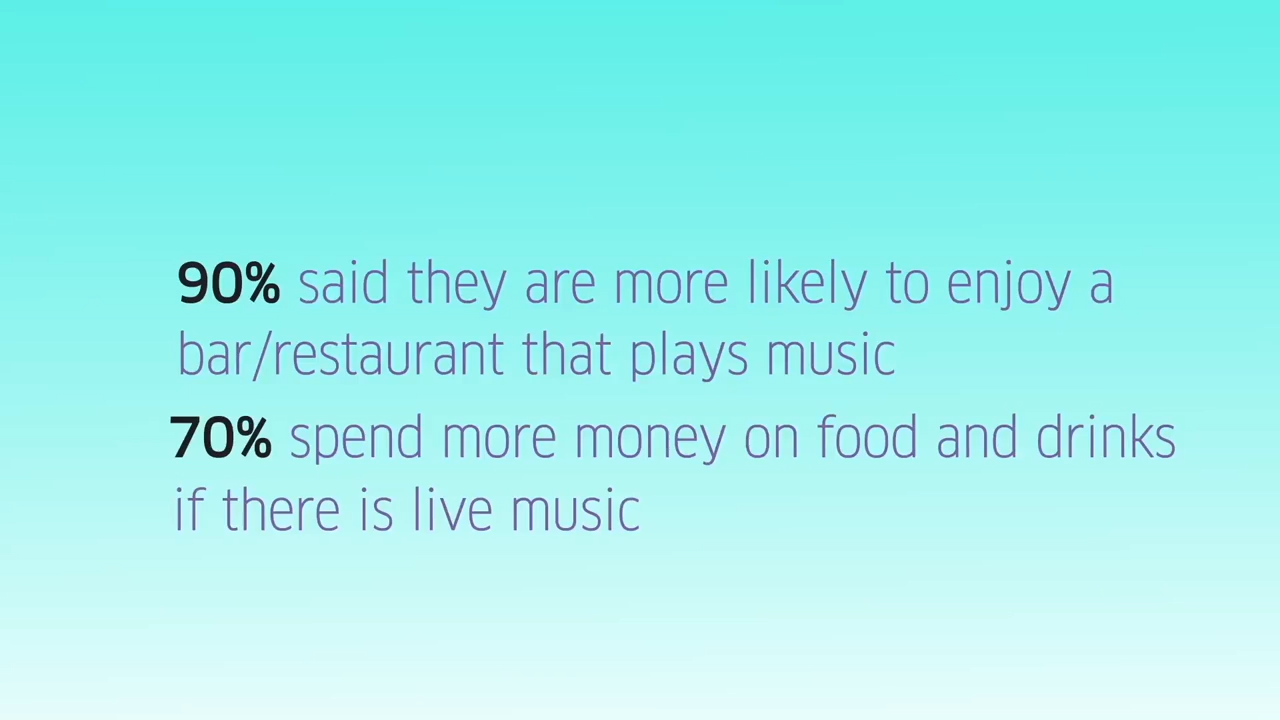 90% said they are more likely to enjoy a
bar/restaurant that plays music
70% spend more money on food and drinks
if there is live music